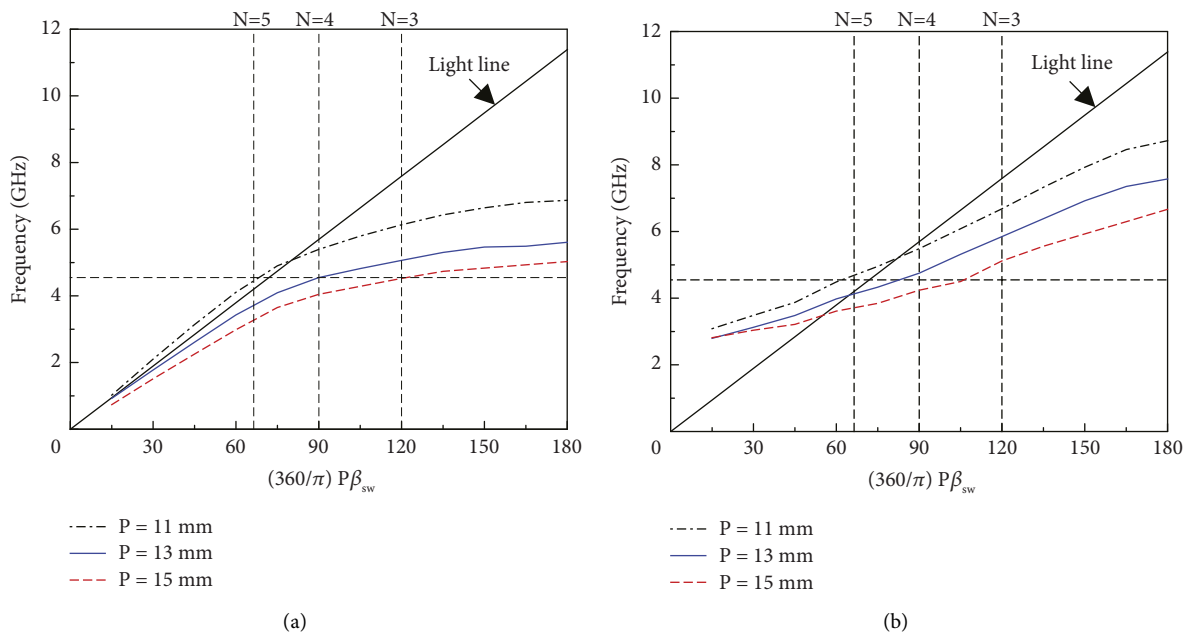 N=5 N=4 N=3
12
10
8
6
4
2
0
30 60 90 120 150 180
Frequency (GHz)
(360/π) Pβsw
Light line
P = 11 mm
P = 13 mm
P = 15 mm
(a)
N=5 N=4 N=3
12
10
8
6
4
2
0
30 60 90 120 150 180
Frequency (GHz)
(360/π) Pβsw
Light line
P = 11 mm
P = 13 mm
P = 15 mm
(b)